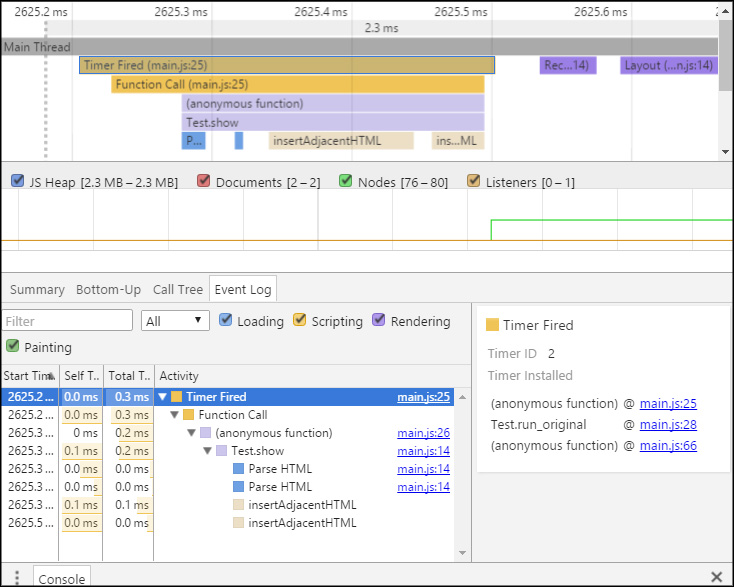 2625.2 ms 2625.3 ms 2625.4 ms 2625.5 ms 2625.6 ms
2.3 ms
Main Thread
Timer Fired (main.js:25) Rec...14) Layout (...n.js:14)
Function Call (main.js:25)
(anonymous function)
Test.show
P... insertAdjacentHTML ins...ML
JS Heap [2.3 MB – 2.3 MB] Documents [2 – 2] Nodes [76 – 80] Listeners [0 – 1]
Summary Bottom-Up Call Tree Event Log
Filter All ▼ Loading Scripting Rendering
Painting
Start Tim Self T.. Total T.. Activity
2625.2 ... 0.0 ms 0.3 ms Timer Fired main.js:25
2625.2 ... 0.0 ms 0.3 ms Function Call
2625.3 ... 0 ms 0.2 ms (anonymous function) main.js:26
2625.3 ... 0.1 ms 0.2 ms Test.show main.js:14
2625.3 ... 0.0 ms 0.0 ms Parse HTML main.js:14
2625.3 ... 0.0 ms 0.0 ms Parse HTML main.js:14
2625.3 ... 0.1 ms 0.1 ms insertAdjacentHTML
2625.5 ... 0.0 ms 0.0 ms insertAdjacentHTML
Timer Fired
Timer ID 2
Timer Installed
(anonymous function) @ main.js:25
Test.run_original @ main.js:28
(anonymous function) @ main.js:66
Console